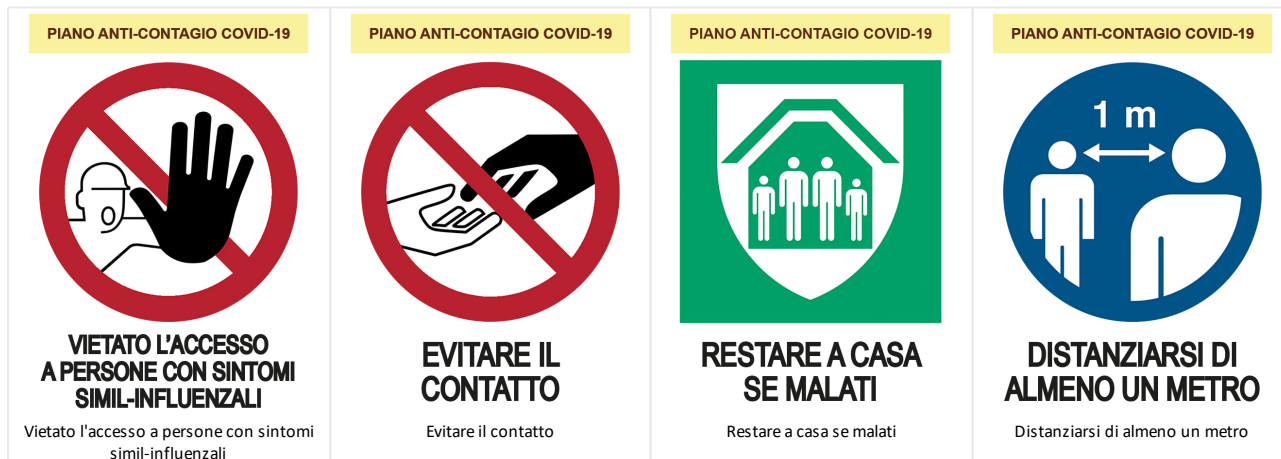 PIANO ANTI-CONTAGIO COVID-19
VIETATO L'ACCESSO
A PERSONE CON SINTOMI
SIMIL-INFLUENZALI
Vietato l'accesso a persone con sintomi
simil-influenzali
PIANO ANTI-CONTAGIO COVID-19
EVITARE IL
CONTATTO
Evitare il contatto
PIANO ANTI-CONTAGIO COVID-19
RESTARE A CASA
SE MALATI
Restare a casa se malati
PIANO ANTI-CONTAGIO COVID-19
1 m
DISTANZIARSI DI
ALMENO UN METRO
Distanziarsi di almeno un metro